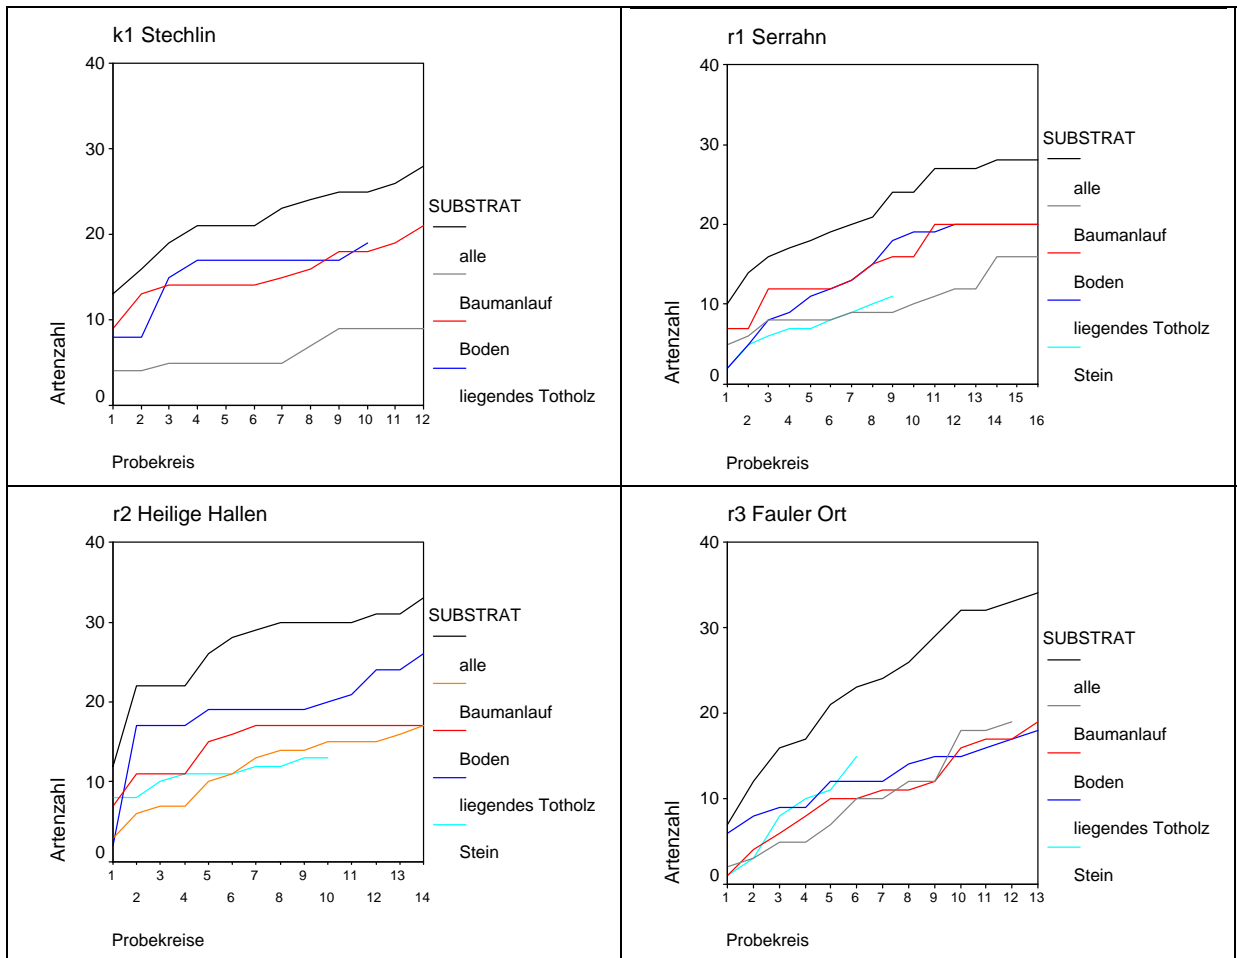 k1 Stechlin
40
30
20
10
0
Artenzahl
1 2 3 4 5 6 7 8 9 10 11 12
Probekreis
SUBSTRAT
alle
Baumanlauf
Boden
liegendes Totholz
r1 Serrahn
40
30
20
10
0
Artenzahl
1 3 5 7 9 11 13 15
2 4 6 8 10 12 14 16
Probekreis
SUBSTRAT
alle
Baumanlauf
Boden
liegendes Totholz
Stein
r2 Heilige Hallen
40
30
20
10
0
Artenzahl
1 3 5 7 9 11 13
2 4 6 8 10 12 14
Probekreise
SUBSTRAT
alle
Baumanlauf
Boden
liegendes Totholz
Stein
r3 Fauler Ort
40
30
20
10
0
Artenzahl
1 2 3 4 5 6 7 8 9 10 11 12 13
Probekreis
SUBSTRAT
alle
Baumanlauf
Boden
liegendes Totholz
Stein